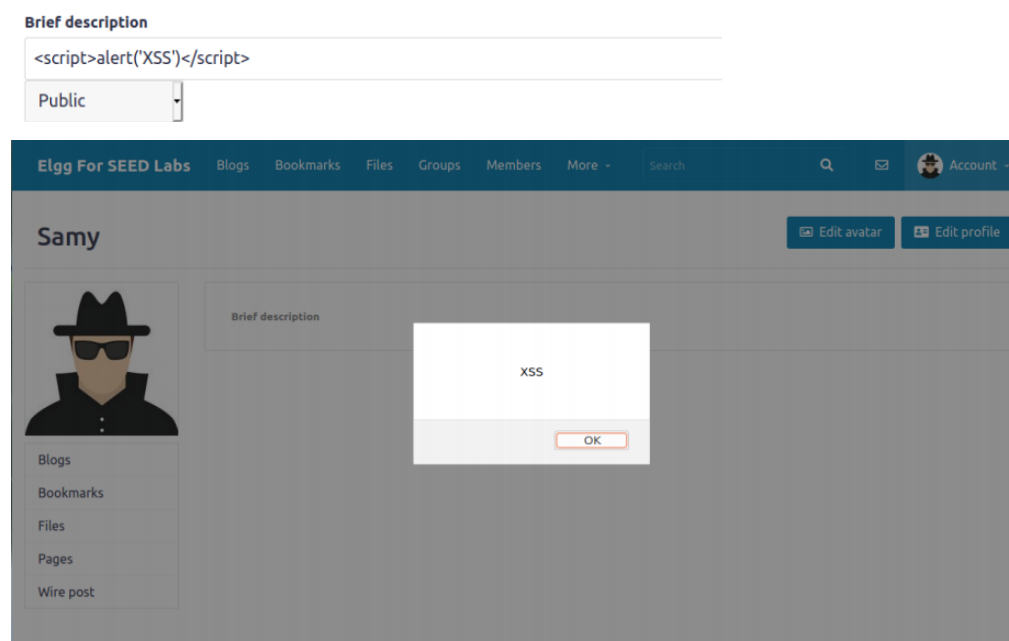 Brief description
<script>alert('XSS')</script>
Public
Elgg For SEED Labs Blogs Bookmarks Files Groups Members More Search Account
Samy Edit avatar Edit profile
Brief description
XSS
OK
Blogs
Bookmarks
Files
Pages
Wire post